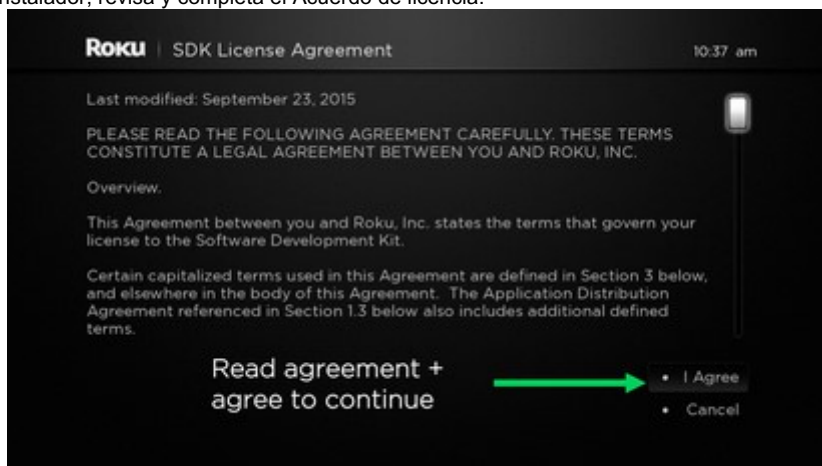 instalador, revisa y completa el Acuerdo de licencia.
ROKU | SDK License Agreement 10:37 am
Last modified: September 23, 2015
PLEASE READ THE FOLLOWING AGREEMENT CAREFULLY. THESE TERMS
CONSTITUTE A LEGAL AGREEMENT BETWEEN YOU AND ROKU, INC.
Overview.
This Agreement between you and Roku, Inc. states the terms that govern your
license to the Software Development Kit.
Certain capitalized terms used in this Agreement are defined in Section 3 below,
and elsewhere in the body of this Agreement. The Application Distribution
Agreement referenced in Section 1.3 below also includes additional defined
terms.
Read agreement +
agree to continue
• I Agree
• Cancel